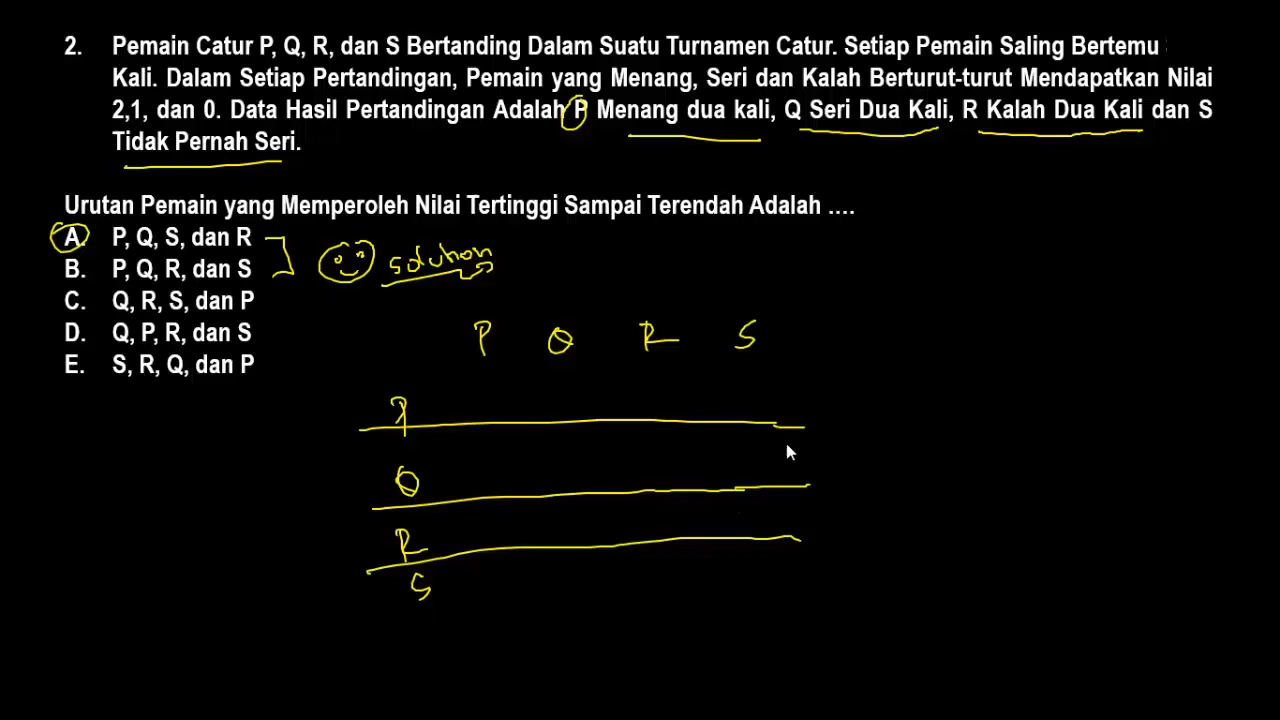 2. Pemain Catur P, Q, R, dan S Bertanding Dalam Suatu Turnamen Catur. Setiap Pemain Saling Bertemu
Kali. Dalam Setiap Pertandingan, Pemain yang Menang, Seri dan Kalah Berturut-turut Mendapatkan Nilai
2,1, dan 0. Data Hasil Pertandingan Adalah P Menang dua kali, Q Seri Dua Kali, R Kalah Dua Kali dan S
Tidak Pernah Seri.
Urutan Pemain yang Memperoleh Nilai Tertinggi Sampai Terendah Adalah ....
A. P, Q, S, dan R
B. P, Q, R, dan S
solution
C. Q, R, S, dan P
D. Q, P, R, dan S
E. S, R, Q, dan P
P Q R S
P
Q
R
S